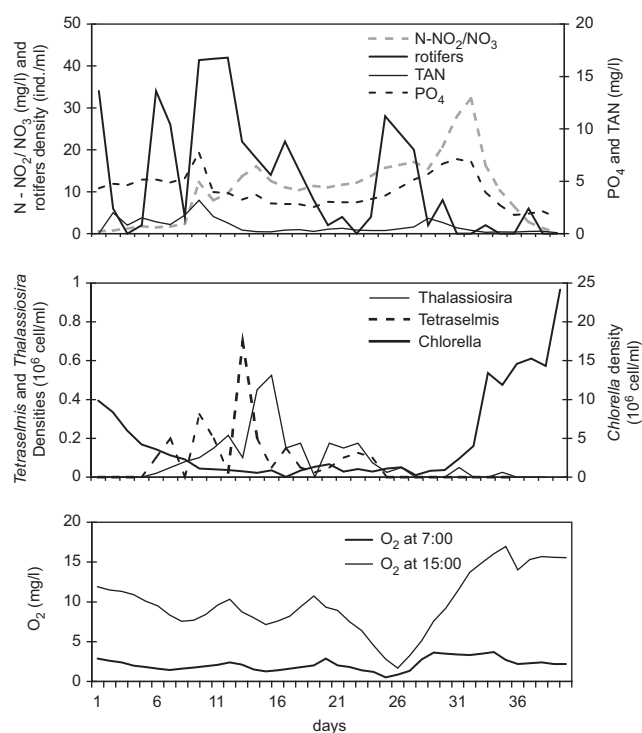 N - NO2/ NO3 (mg/l) and
rotifers density (ind./ml)
50
40
30
20
10
0
N-NO2/NO3
rotifers
TAN
PO4
20
15
10
5
0
PO4 and TAN (mg/l)
Tetraselmis and Thalassiosira
Densities (10^6 cell/ml)
1
0.8
0.6
0.4
0.2
0
Thalassiosira
Tetraselmis
Chlorella
25
20
15
10
5
0
Chlorella density
(10^6 cell/ml)
O2 (mg/l)
20
15
10
5
0
O2 at 7:00
O2 at 15:00
1 6 11 16 21 26 31 36
days